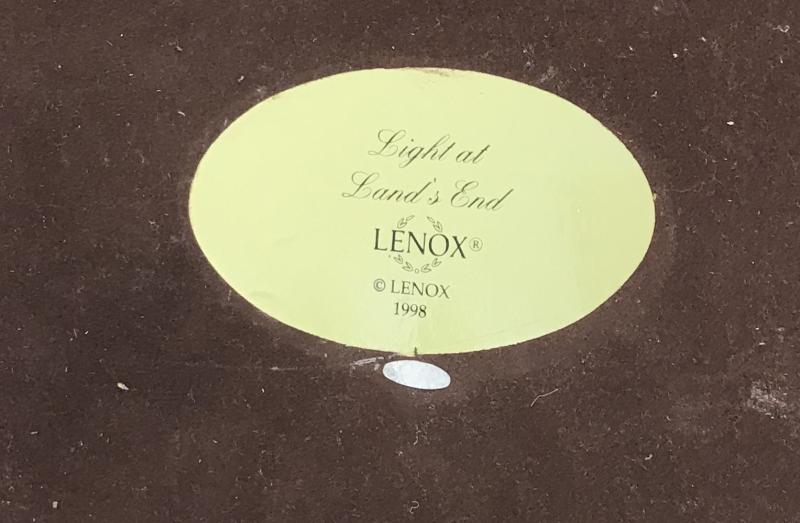 Light at
Land's End
LENOX®
© LENOX
1998